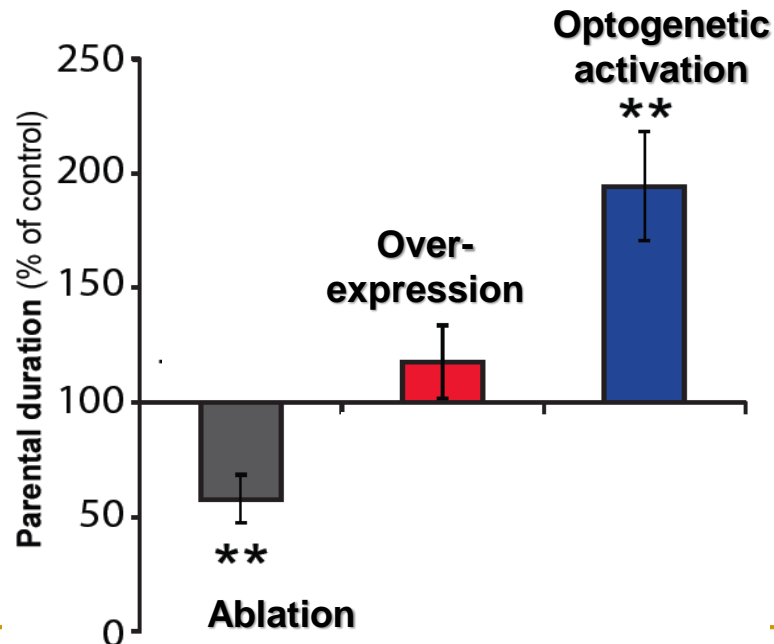 Optogenetic
activation
**
250
200
150
100
50
0
Parental duration (% of control)
Over-
expression
**
Ablation